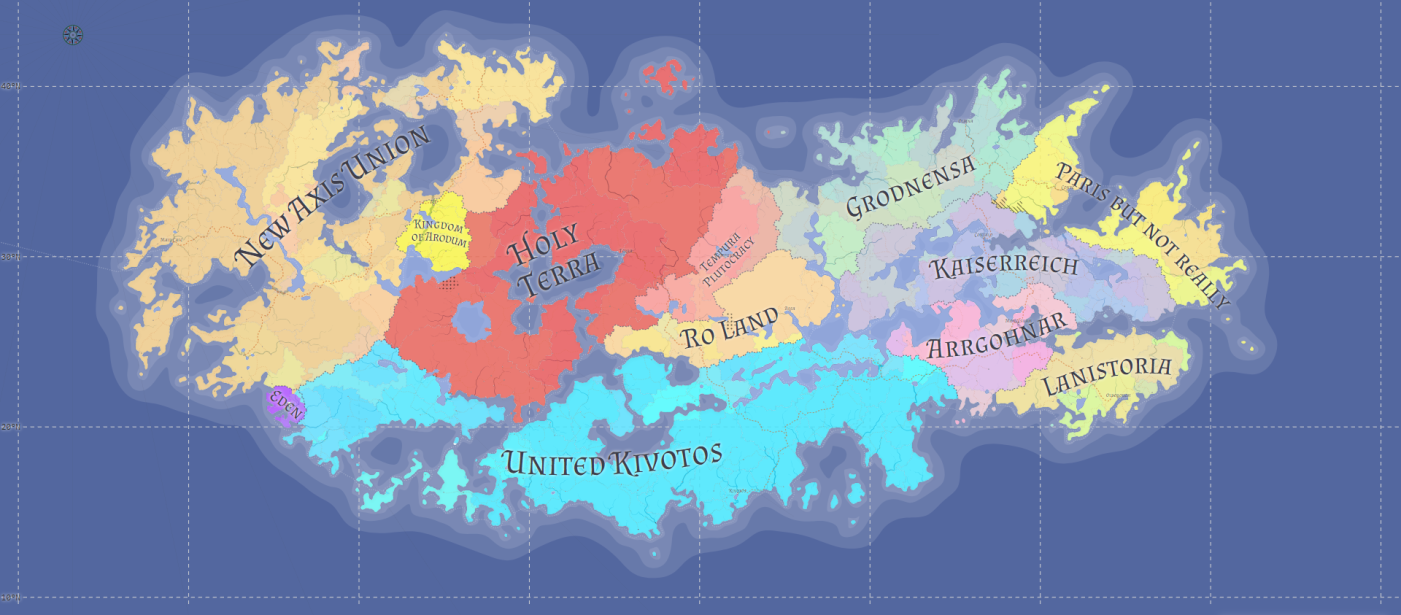 New Axis Union
Kingdom
of Arodum
Holy
Terra
Tempura
Plutocracy
Ro Land
Grodnensa
Paris but not really
Kaiserreich
Arrgohnar
Lanistoria
Eden
United Kivotos